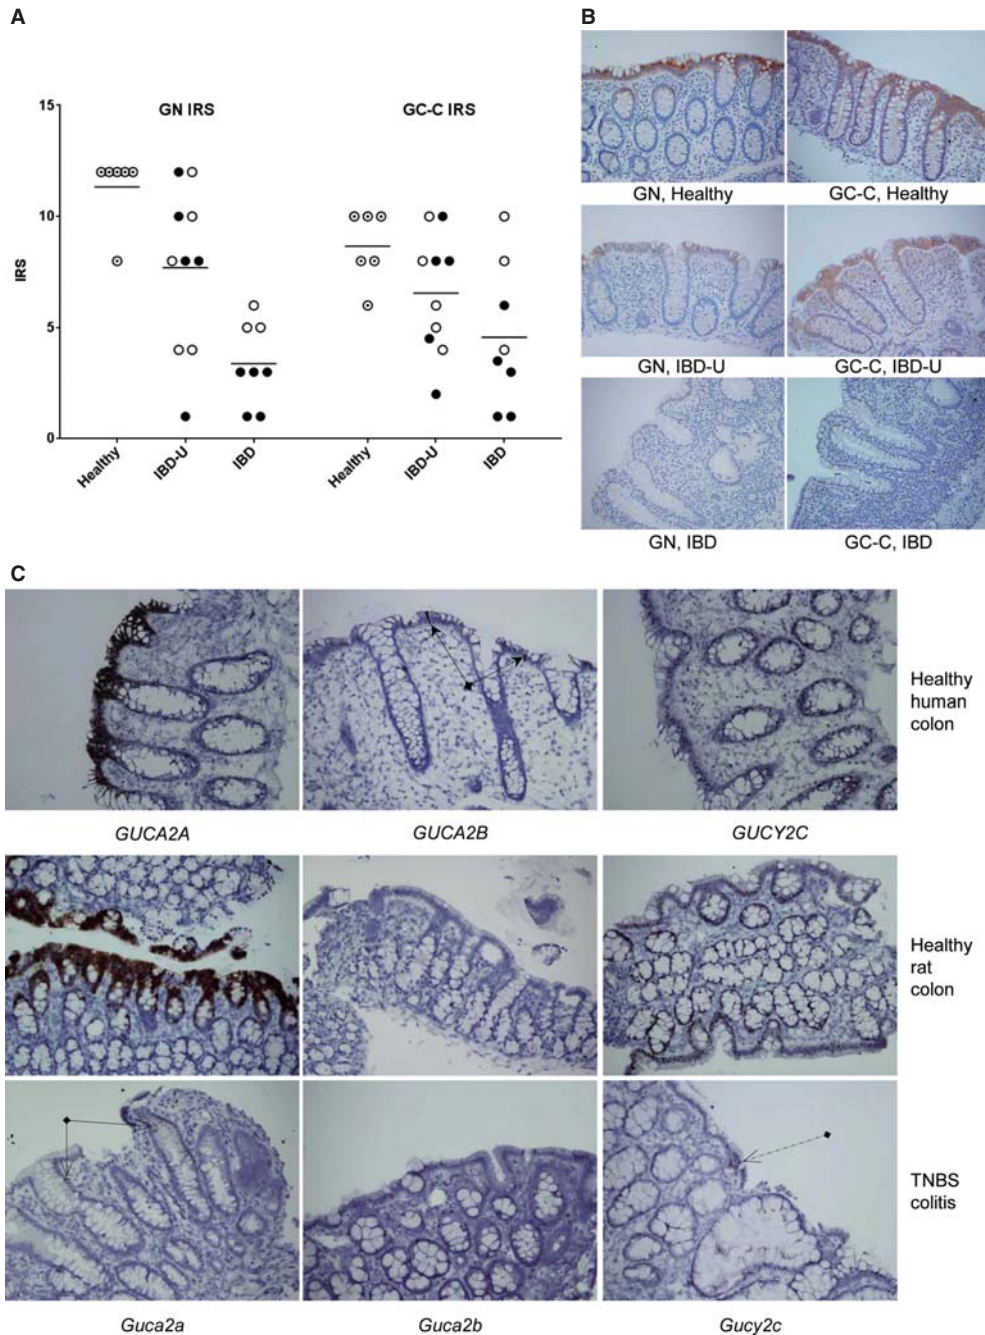 A
GN IRS
GC-C IRS
15
10
5
0
IRS
Healthy
IBD-U
IBD
Healthy
IBD-U
IBD
B
GN, Healthy
GC-C, Healthy
GN, IBD-U
GC-C, IBD-U
GN, IBD
GC-C, IBD
C
Healthy
human
colon
GUCA2A
GUCA2B
GUCY2C
Healthy
rat
colon
TNBS
colitis
Guca2a
Guca2b
Gucy2c